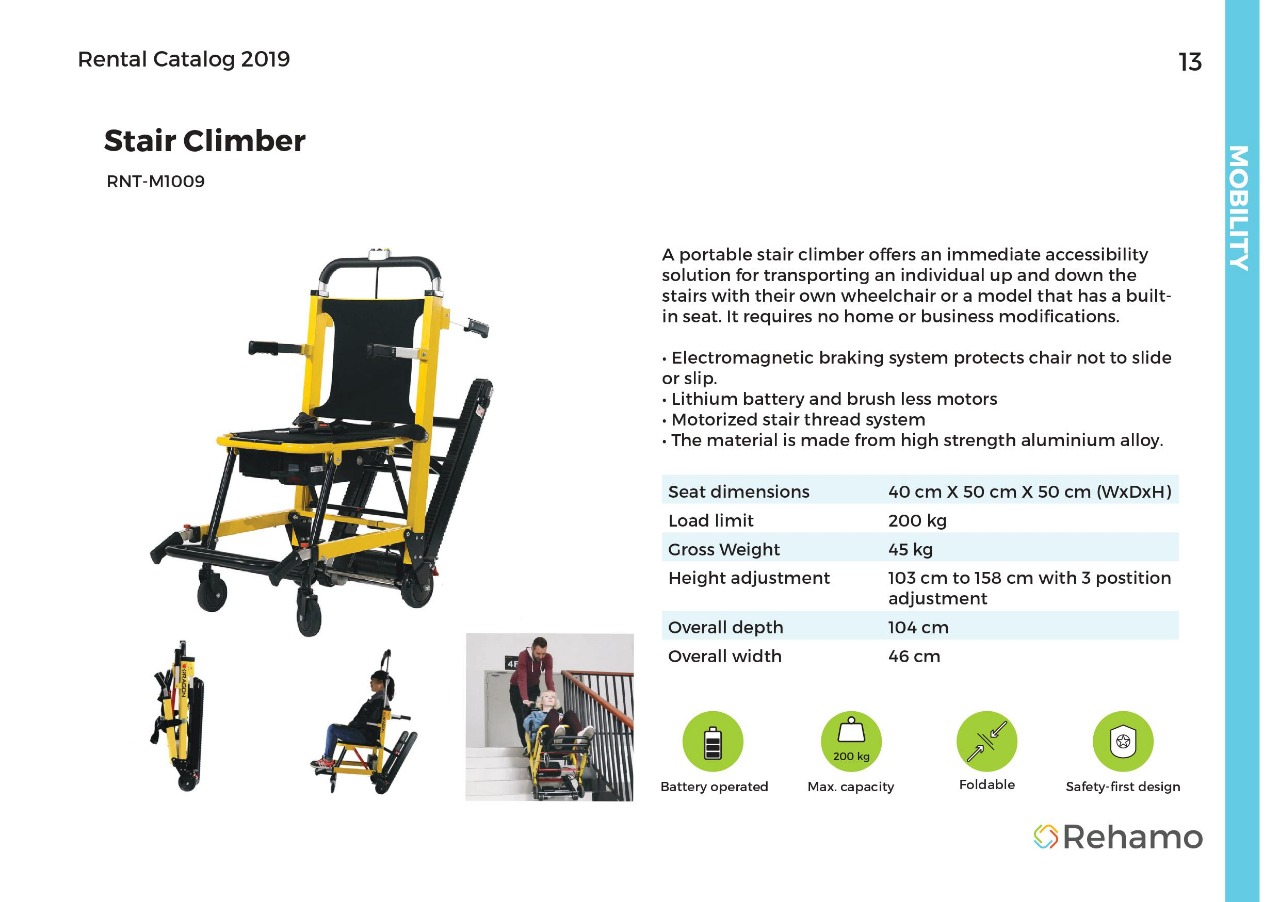 Rental Catalog 2019
13
MOBILITY
Stair Climber
RNT-M1009
A portable stair climber offers an immediate accessibility
solution for transporting an individual up and down the
stairs with their own wheelchair or a model that has a built-
in seat. It requires no home or business modifications.
• Electromagnetic braking system protects chair not to slide
or slip.
• Lithium battery and brush less motors
• Motorized stair thread system
• The material is made from high strength aluminium alloy.
Seat dimensions 40 cm X 50 cm X 50 cm (WxDxH)
Load limit 200 kg
Gross Weight 45 kg
Height adjustment 103 cm to 158 cm with 3 postition
adjustment
Overall depth 104 cm
Overall width 46 cm
200 kg
Battery operated Max. capacity Foldable Safety-first design
Rehamo